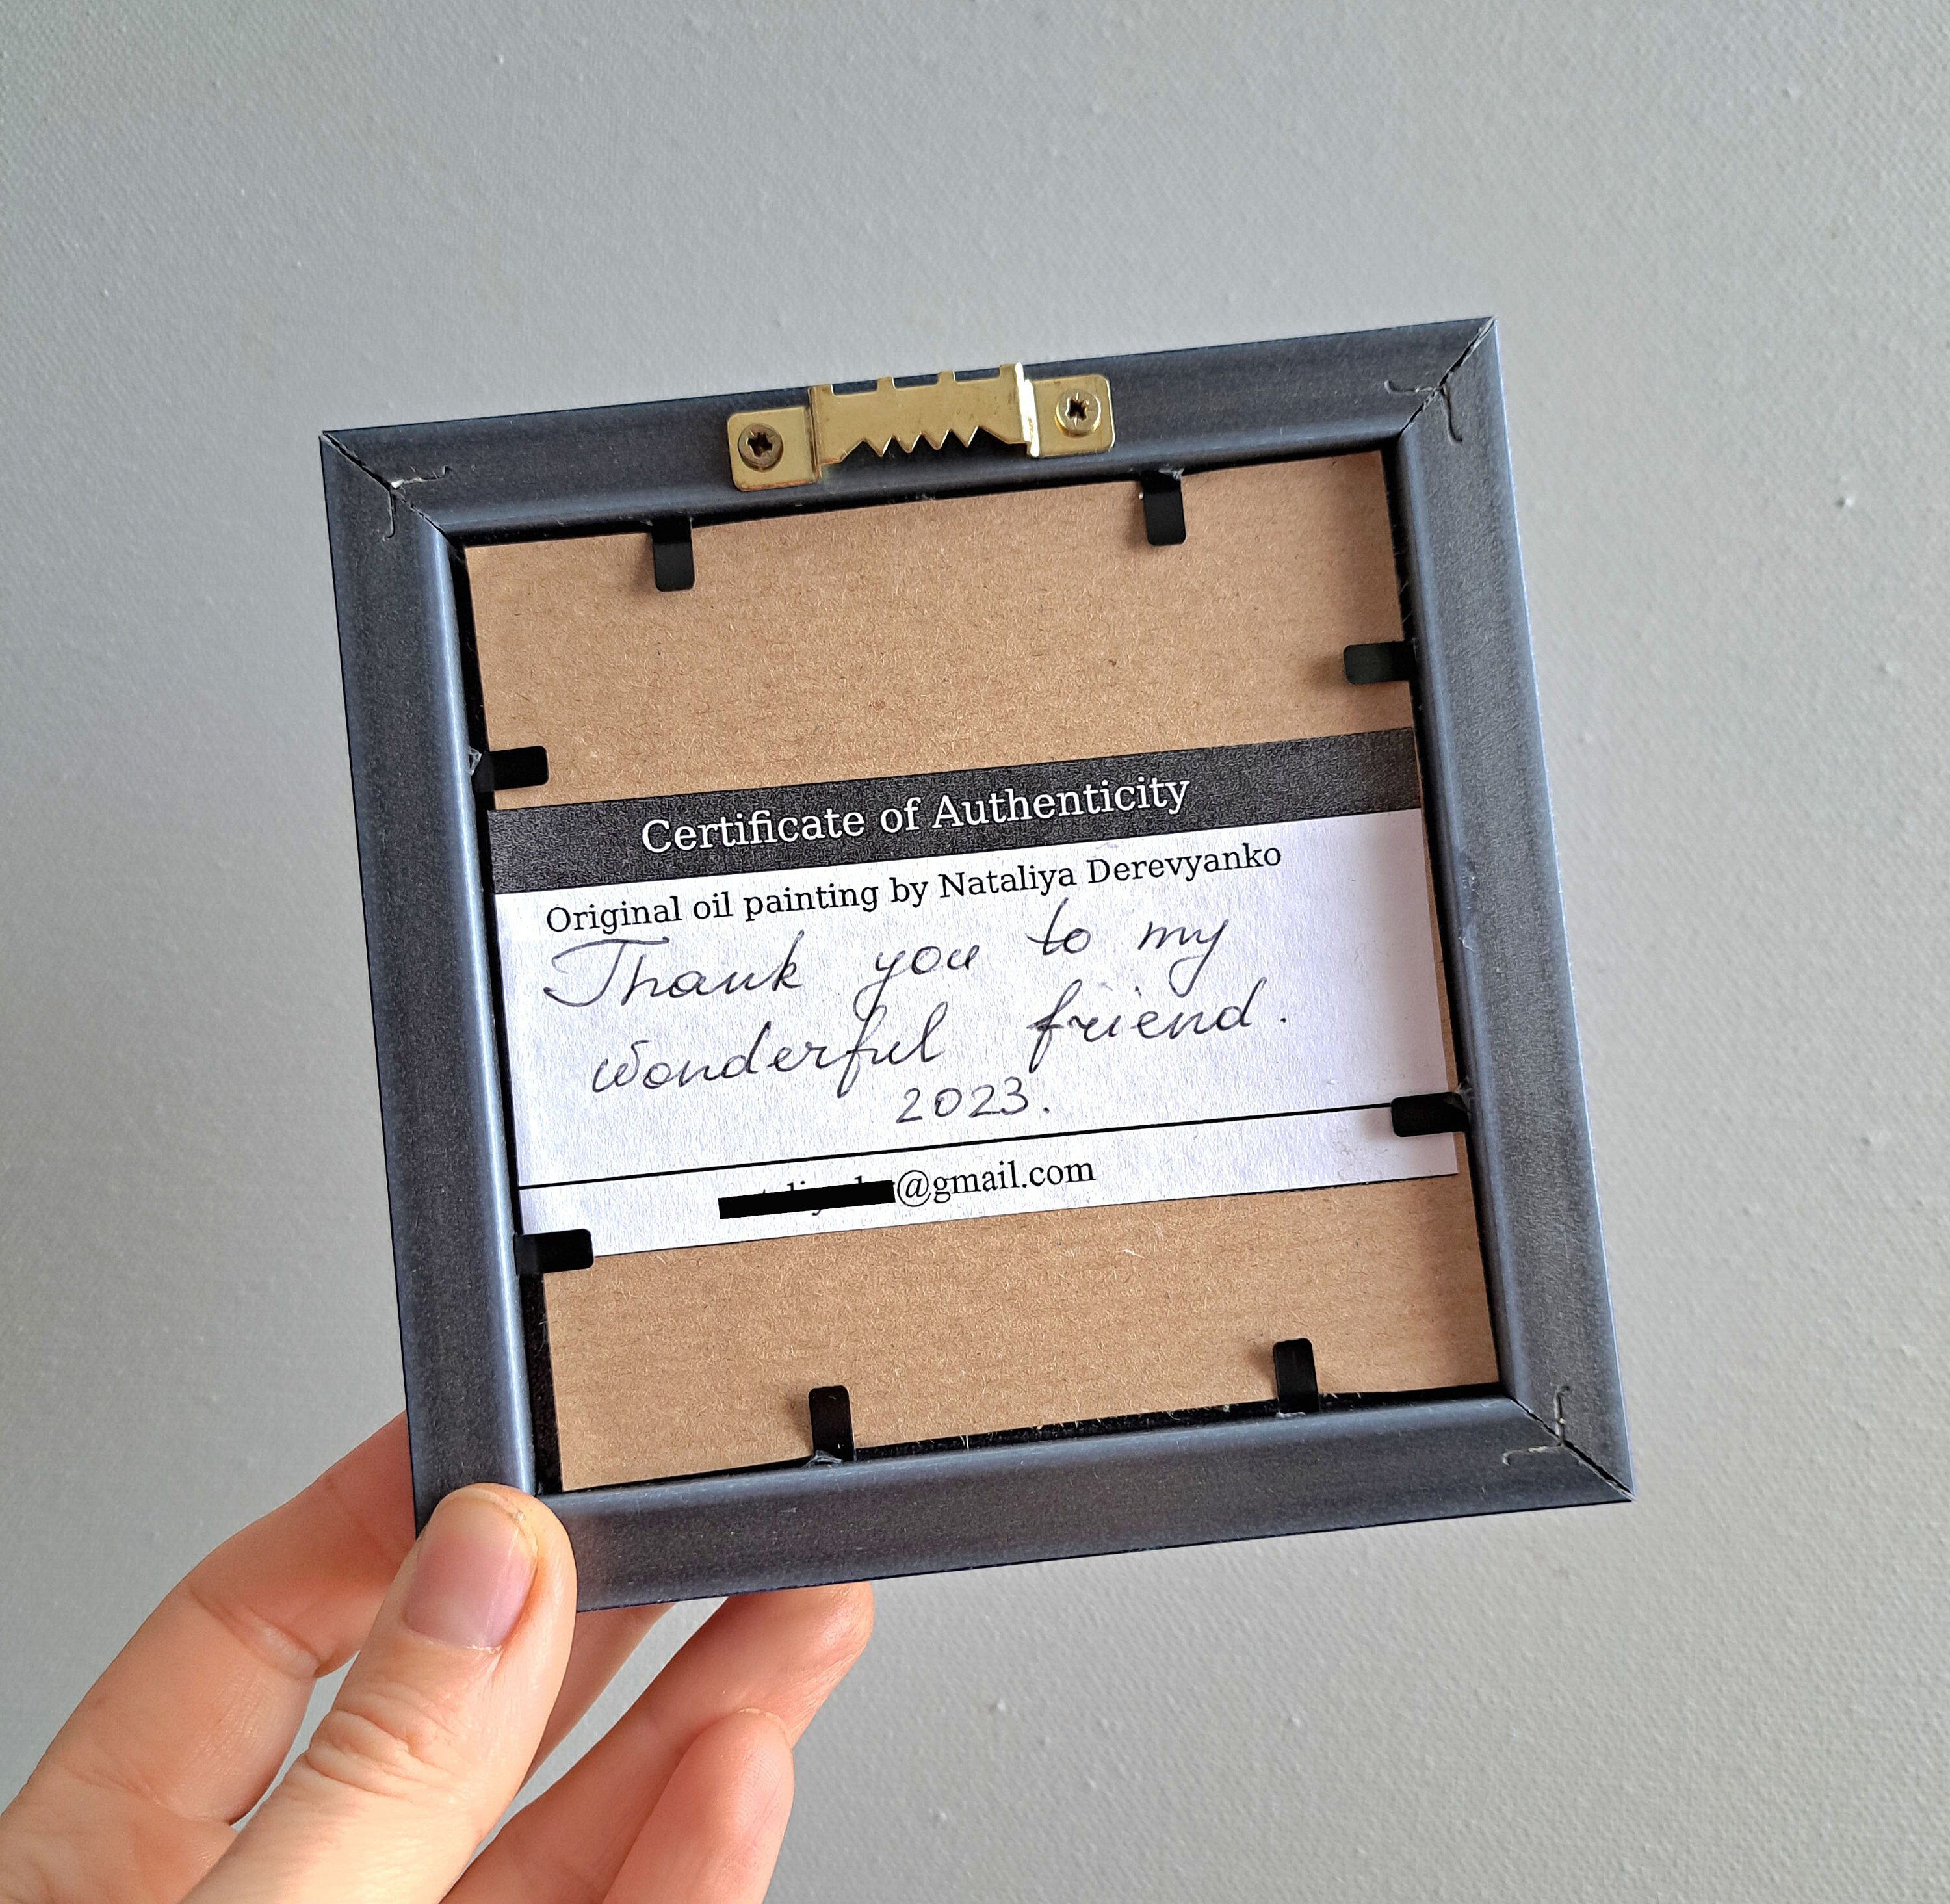 Certificate of Authenticity
Original oil painting by Nataliya Derevyanko
Thank you to my
wonderful friend.
2023.
@gmail.com